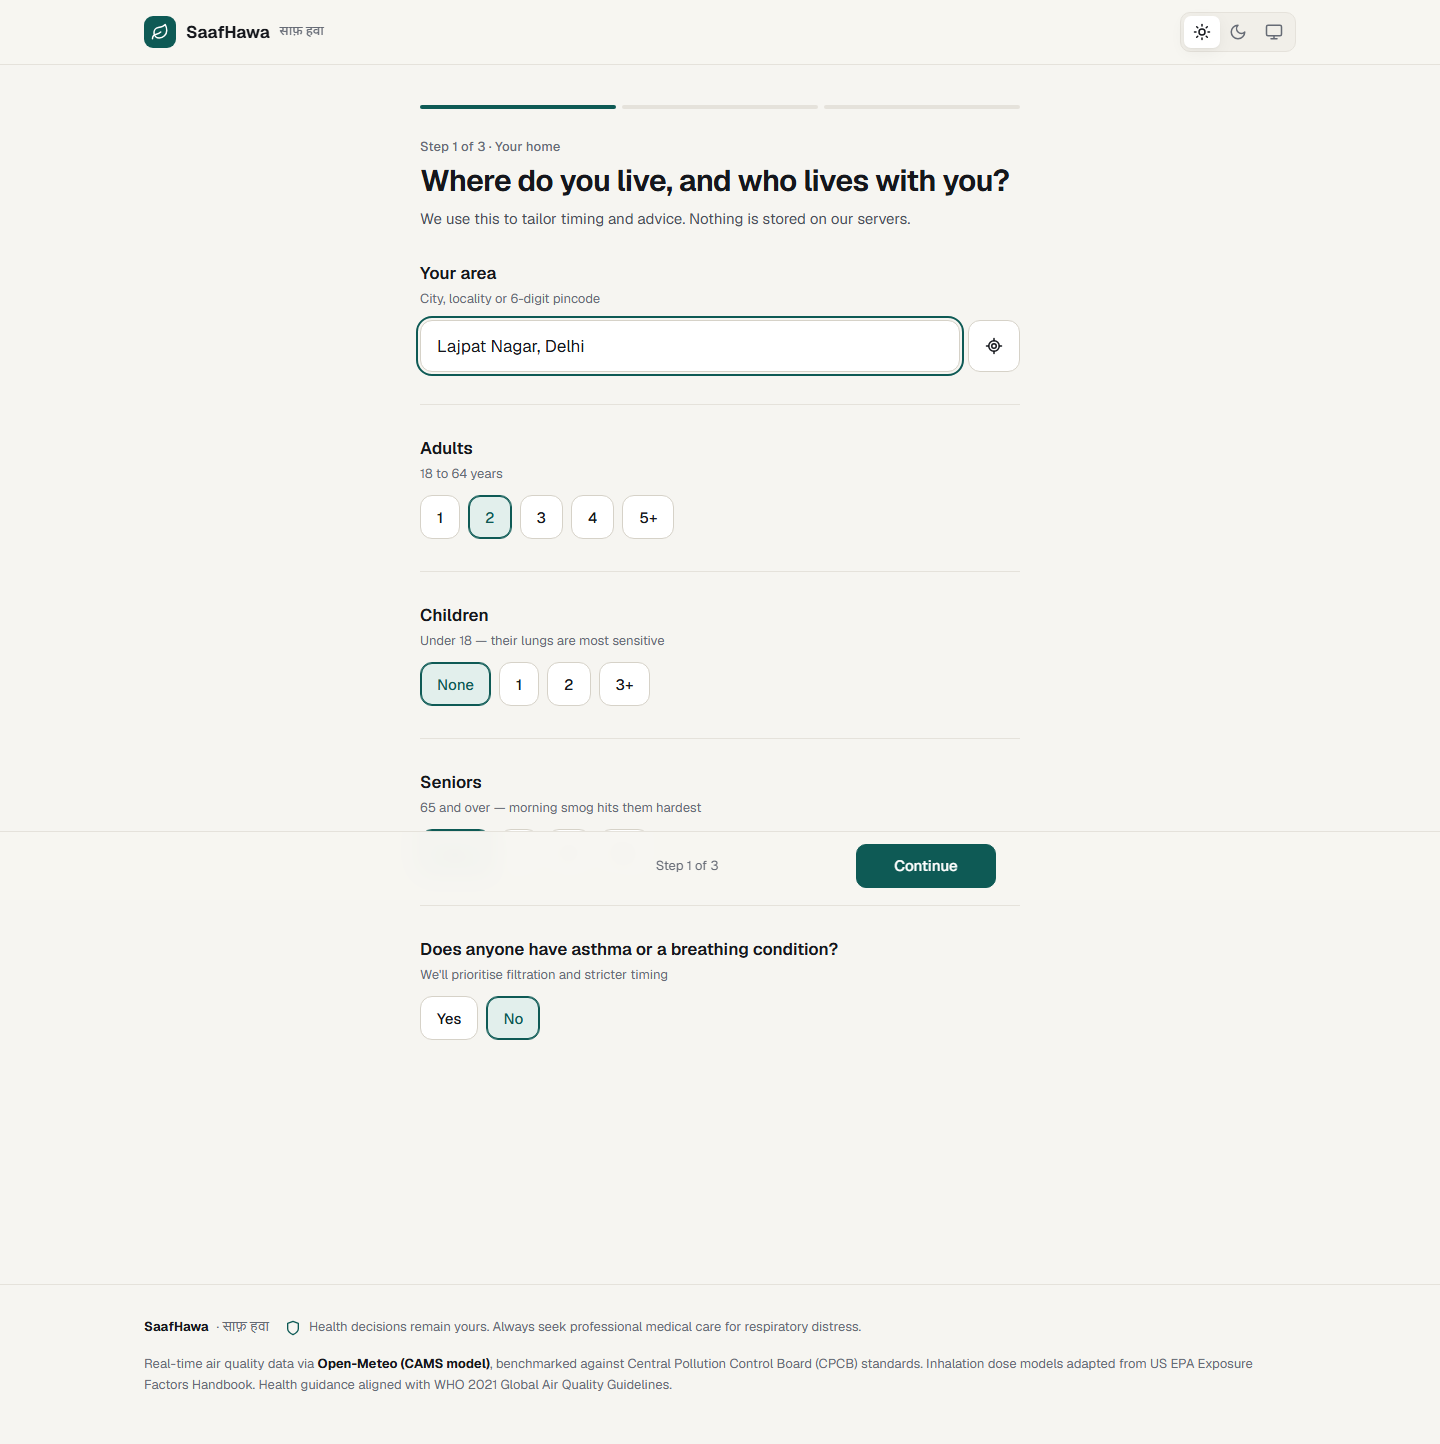 SaafHawa साफ़ हवा
Step 1 of 3 · Your home
Where do you live, and who lives with you?
We use this to tailor timing and advice. Nothing is stored on our servers.
Your area
City, locality or 6-digit pincode
Lajpat Nagar, Delhi
Adults
18 to 64 years
1 2 3 4 5+
Children
Under 18 — their lungs are most sensitive
None 1 2 3+
Seniors
65 and over — morning smog hits them hardest
Step 1 of 3 Continue
Does anyone have asthma or a breathing condition?
We'll prioritise filtration and stricter timing
Yes No
SaafHawa · साफ़ हवा Health decisions remain yours. Always seek professional medical care for respiratory distress.
Real-time air quality data via Open-Meteo (CAMS model), benchmarked against Central Pollution Control Board (CPCB) standards. Inhalation dose models adapted from US EPA Exposure
Factors Handbook. Health guidance aligned with WHO 2021 Global Air Quality Guidelines.